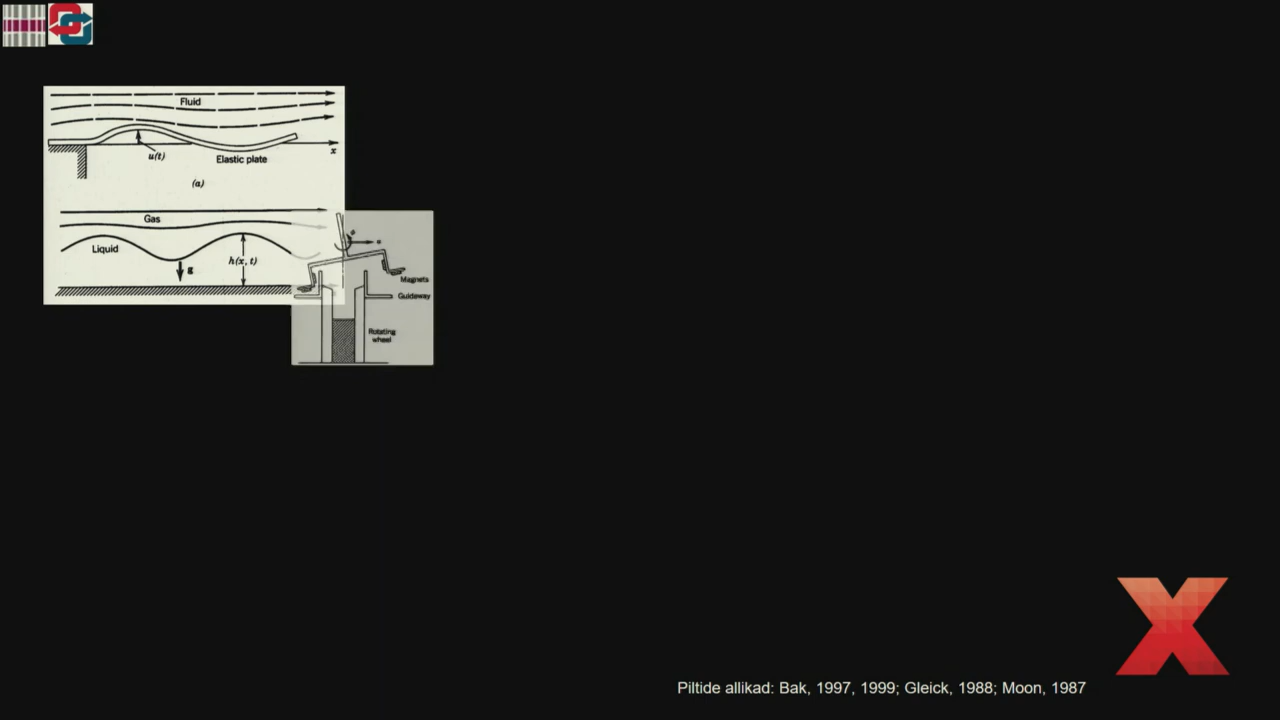 Fluid
u(t)
x
Elastic plate
(a)
Gas
Liquid
g
h(x, t)
Magnets
Guideway
Rotating
wheel
X
Piltide allikad: Bak, 1997, 1999; Gleick, 1988; Moon, 1987